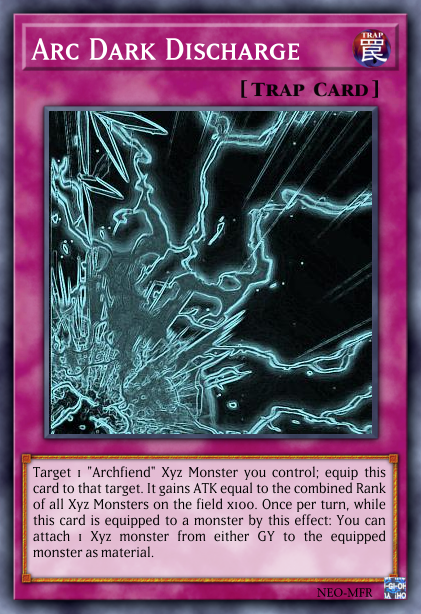 Arc Dark Discharge
TRAP
罠
[Trap Card]
Target 1 "Archfiend" Xyz Monster you control; equip this
card to that target. It gains ATK equal to the combined Rank
of all Xyz Monsters on the field x100. Once per turn, while
this card is equipped to a monster by this effect: You can
attach 1 Xyz monster from either GY to the equipped
monster as material.
NEO-MFR